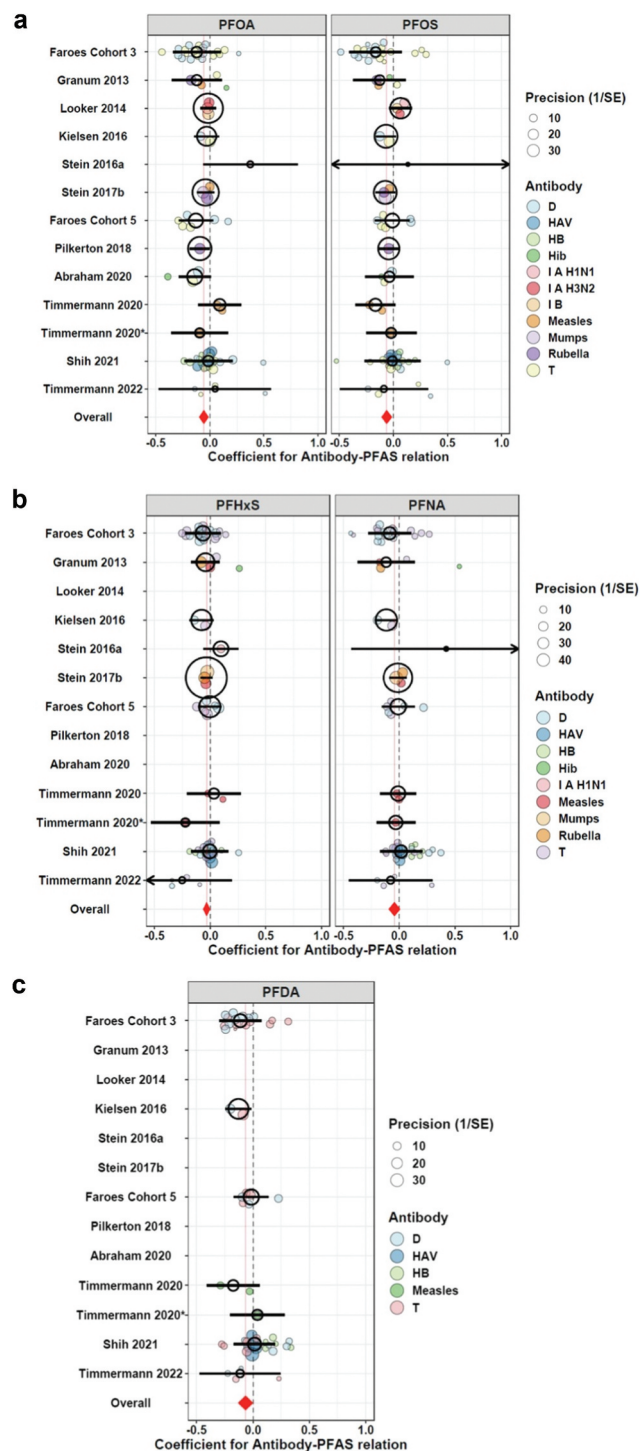 a
PFOA PFOS
Faroes Cohort 3
Granum 2013
Looker 2014
Kielsen 2016
Stein 2016a
Stein 2017b
Faroes Cohort 5
Pilkerton 2018
Abraham 2020
Timmermann 2020
Timmermann 2020*
Shih 2021
Timmermann 2022
Overall
-0.5 0.0 0.5 1.0 -0.5 0.0 0.5 1.0
Coefficient for Antibody-PFAS relation
Precision (1/SE)
10
20
30
Antibody
D
HAV
HB
Hib
I A H1N1
I A H3N2
I B
Measles
Mumps
Rubella
T
b
PFHxS PFNA
Faroes Cohort 3
Granum 2013
Looker 2014
Kielsen 2016
Stein 2016a
Stein 2017b
Faroes Cohort 5
Pilkerton 2018
Abraham 2020
Timmermann 2020
Timmermann 2020*
Shih 2021
Timmermann 2022
Overall
-0.5 0.0 0.5 1.0 -0.5 0.0 0.5 1.0
Coefficient for Antibody-PFAS relation
Precision (1/SE)
10
20
30
40
Antibody
D
HAV
HB
Hib
I A H1N1
Measles
Mumps
Rubella
T
c
PFDA
Faroes Cohort 3
Granum 2013
Looker 2014
Kielsen 2016
Stein 2016a
Stein 2017b
Faroes Cohort 5
Pilkerton 2018
Abraham 2020
Timmermann 2020
Timmermann 2020*
Shih 2021
Timmermann 2022
Overall
-0.5 0.0 0.5 1.0
Coefficient for Antibody-PFAS relation
Precision (1/SE)
10
20
30
Antibody
D
HAV
HB
Measles
T